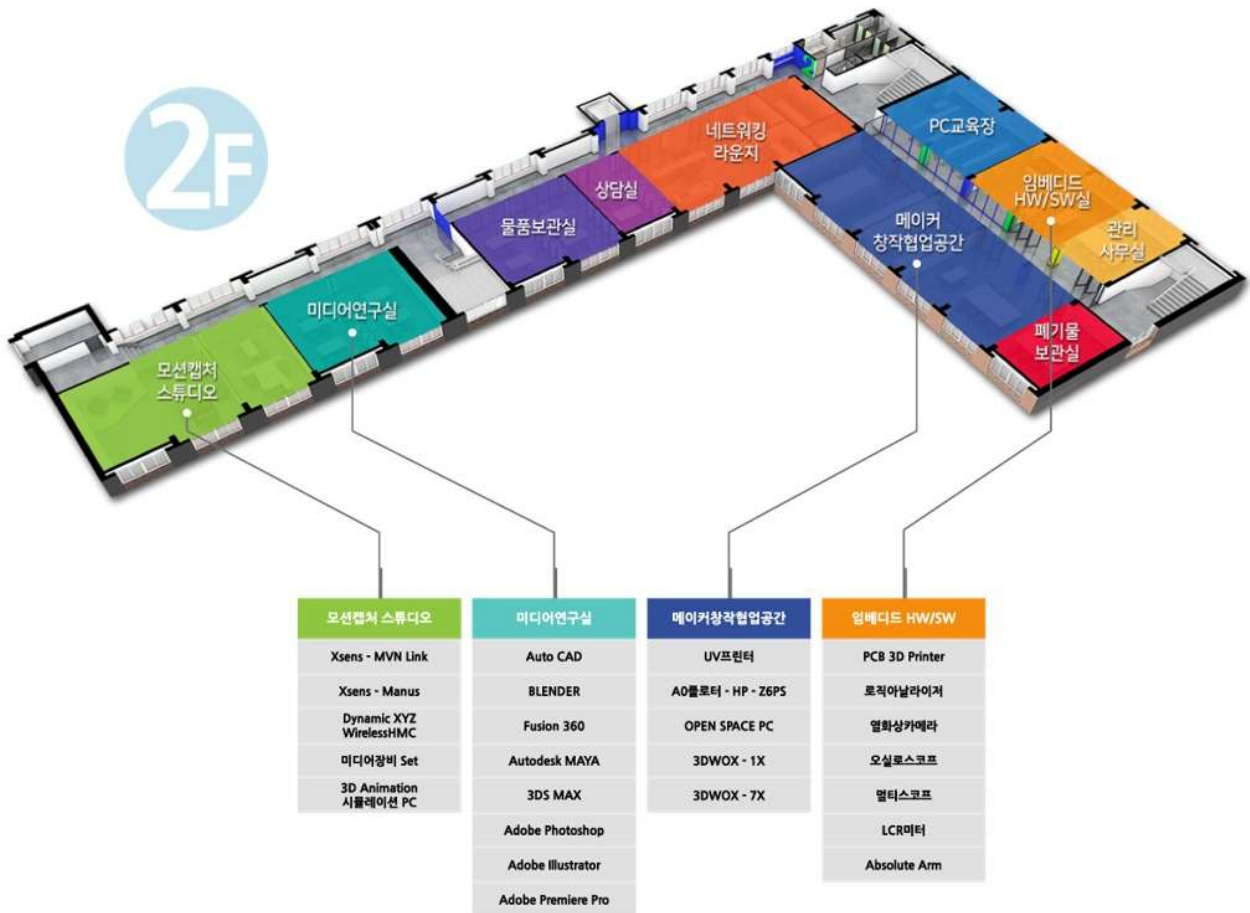 2F
네트워킹
라운지
PC교육장
상담실
임베디드
HW/SW실
물품보관실
메이커
창작협업공간
관리
사무실
미디어연구실
폐기물
보관실
모션캡처
스튜디오
모션캡처 스튜디오
Xsens - MVN Link
Xsens - Manus
Dynamic XYZ
WirelessHMC
미디어장비 Set
3D Animation
시뮬레이션 PC
미디어연구실
Auto CAD
BLENDER
Fusion 360
Autodesk MAYA
3DS MAX
Adobe Photoshop
Adobe Illustrator
Adobe Premiere Pro
메이커창작협업공간
UV프린터
A0플로터 - HP - Z6PS
OPEN SPACE PC
3DWOX - 1X
3DWOX - 7X
임베디드 HW/SW
PCB 3D Printer
로직아날라이저
열화상카메라
오실로스코프
멀티스코프
LCR미터
Absolute Arm